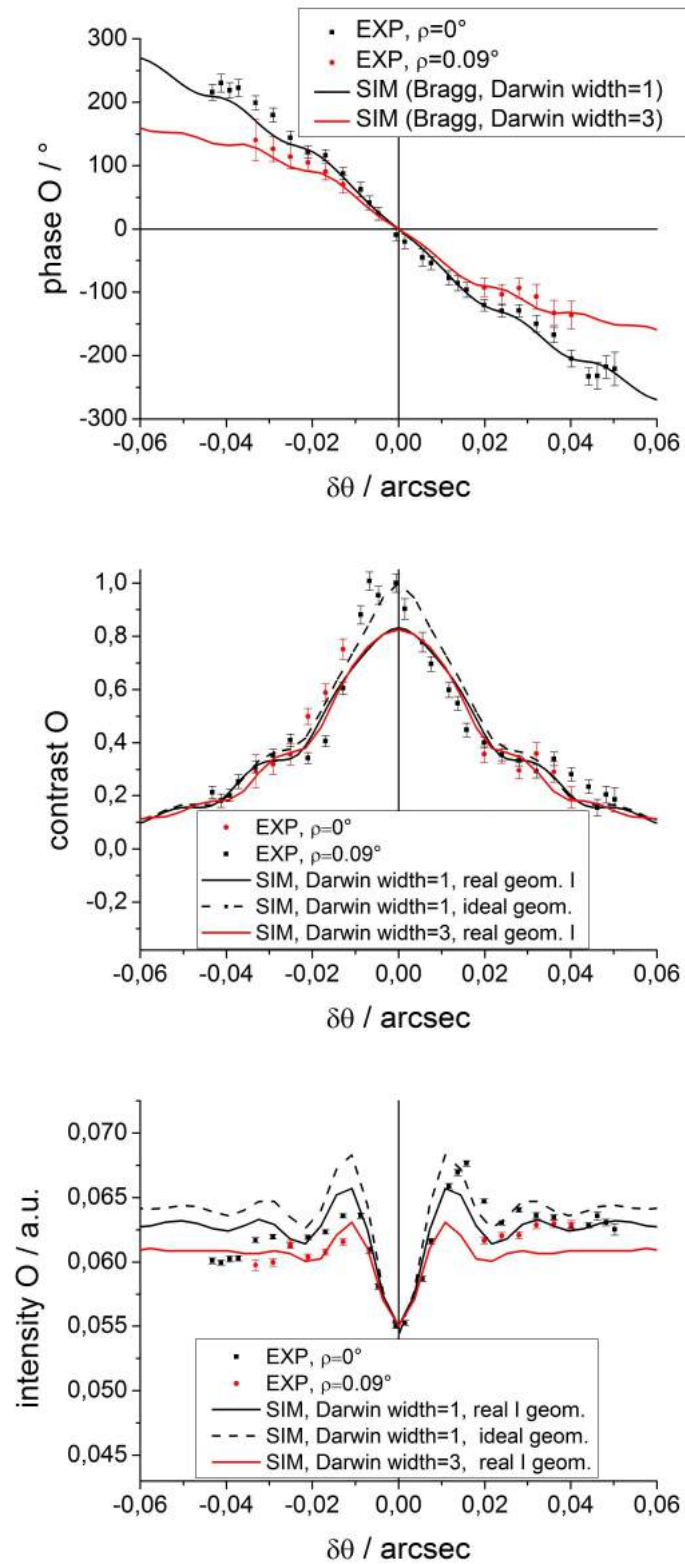 EXP, ρ=0°
EXP, ρ=0.09°
SIM (Bragg, Darwin width=1)
SIM (Bragg, Darwin width=3)
300
200
100
0
-100
-200
-300
phase O / °
-0,06 -0,04 -0,02 0,00 0,02 0,04 0,06
δθ / arcsec
1,0
0,8
0,6
0,4
0,2
0,0
-0,2
contrast O
EXP, ρ=0°
EXP, ρ=0.09°
SIM, Darwin width=1, real geom. I
SIM, Darwin width=1, ideal geom.
SIM, Darwin width=3, real geom. I
-0,06 -0,04 -0,02 0,00 0,02 0,04 0,06
δθ / arcsec
0,070
0,065
0,060
0,055
0,050
0,045
intensity O / a.u.
EXP, ρ=0°
EXP, ρ=0.09°
SIM, Darwin width=1, real I geom.
SIM, Darwin width=1, ideal geom.
SIM, Darwin width=3, real I geom.
-0,06 -0,04 -0,02 0,00 0,02 0,04 0,06
δθ / arcsec